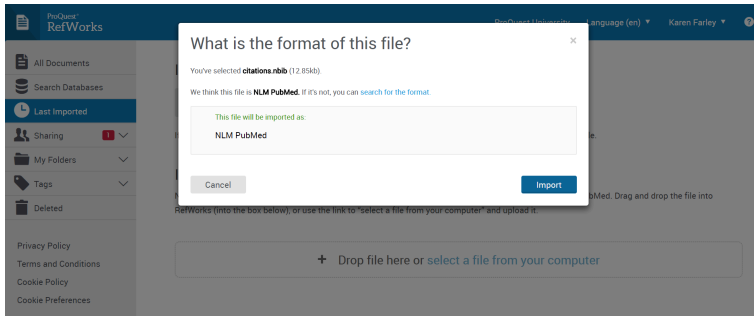 ProQuest®
RefWorks
ProQuest University
Language (en)
Karen Farley
All Documents
Search Databases
Last Imported
Sharing
1
My Folders
Tags
Deleted
Privacy Policy
Terms and Conditions
Cookie Policy
Cookie Preferences
What is the format of this file?
×
You've selected citations.nbib (12.85kb).
We think this file is NLM PubMed. If it's not, you can search for the format.
This file will be imported as:
NLM PubMed
Cancel
Import
le.
bMed. Drag and drop the file into
RefWorks (into the box below), or use the link to "select a file from your computer" and upload it.
+ Drop file here or select a file from your computer